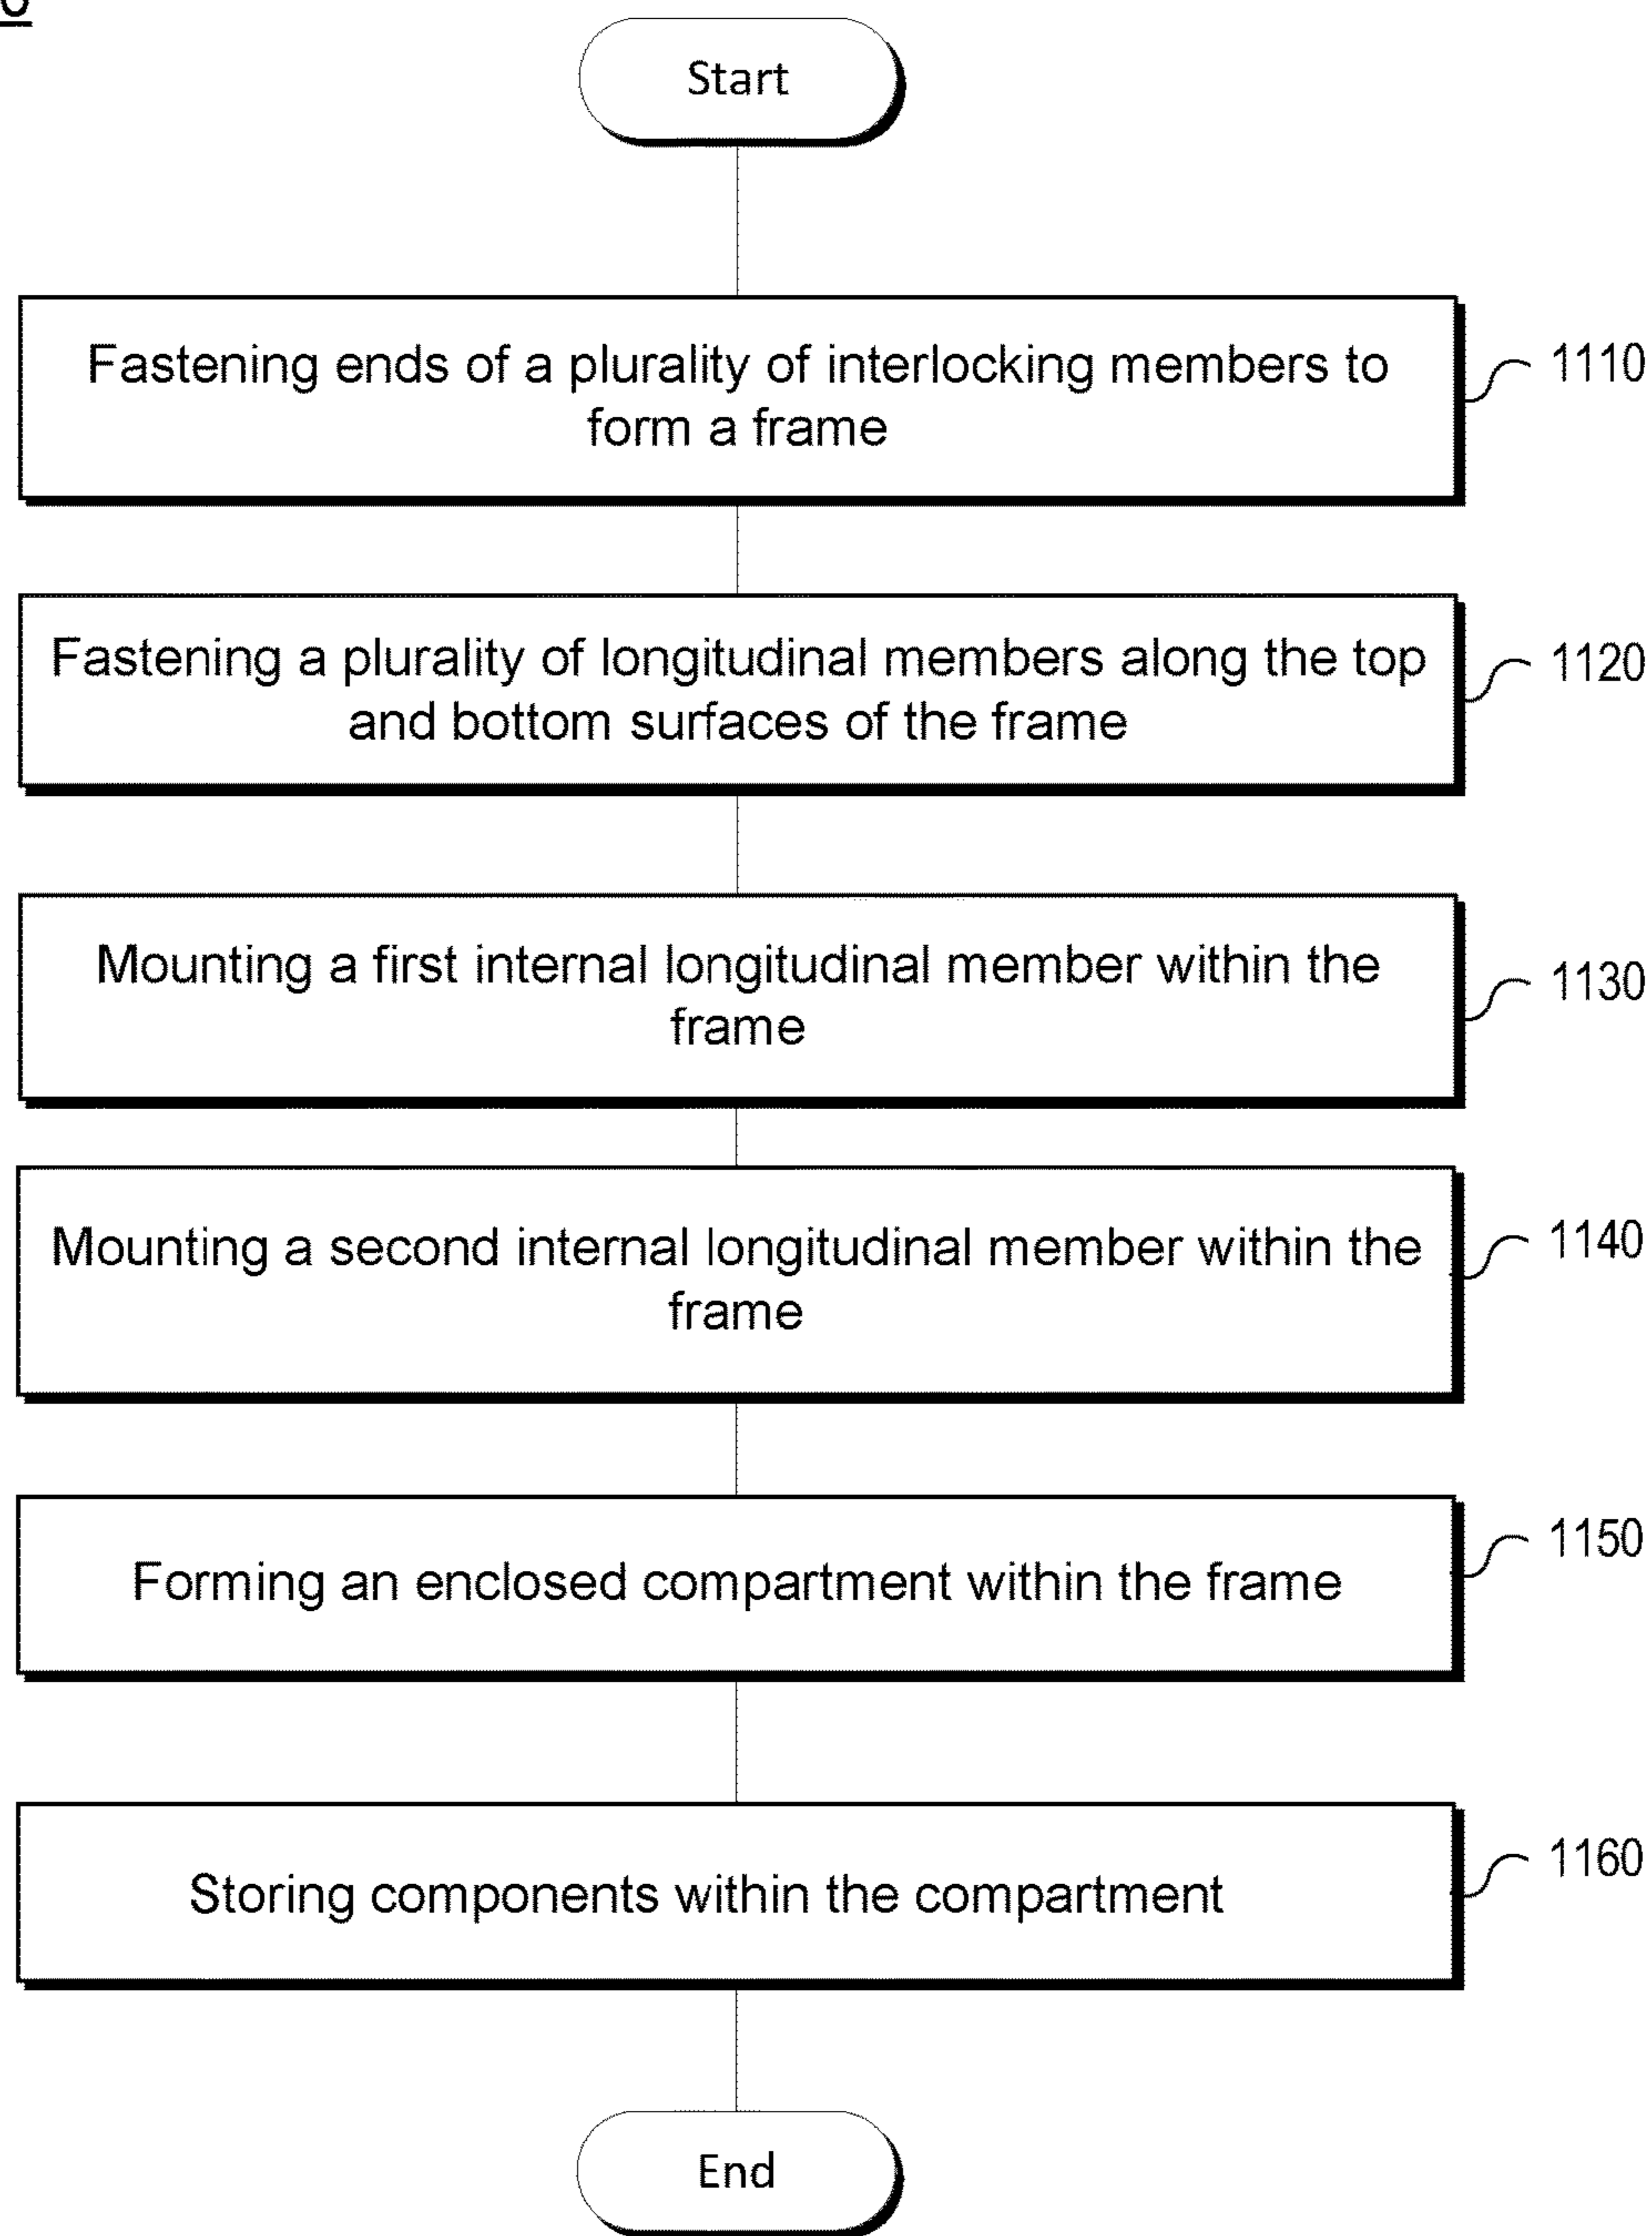 Start
Fastening ends of a plurality of interlocking members to
form a frame
1110
Fastening a plurality of longitudinal members along the top
and bottom surfaces of the frame
1120
Mounting a first internal longitudinal member within the
frame
1130
Mounting a second internal longitudinal member within the
frame
1140
Forming an enclosed compartment within the frame
1150
Storing components within the compartment
1160
End